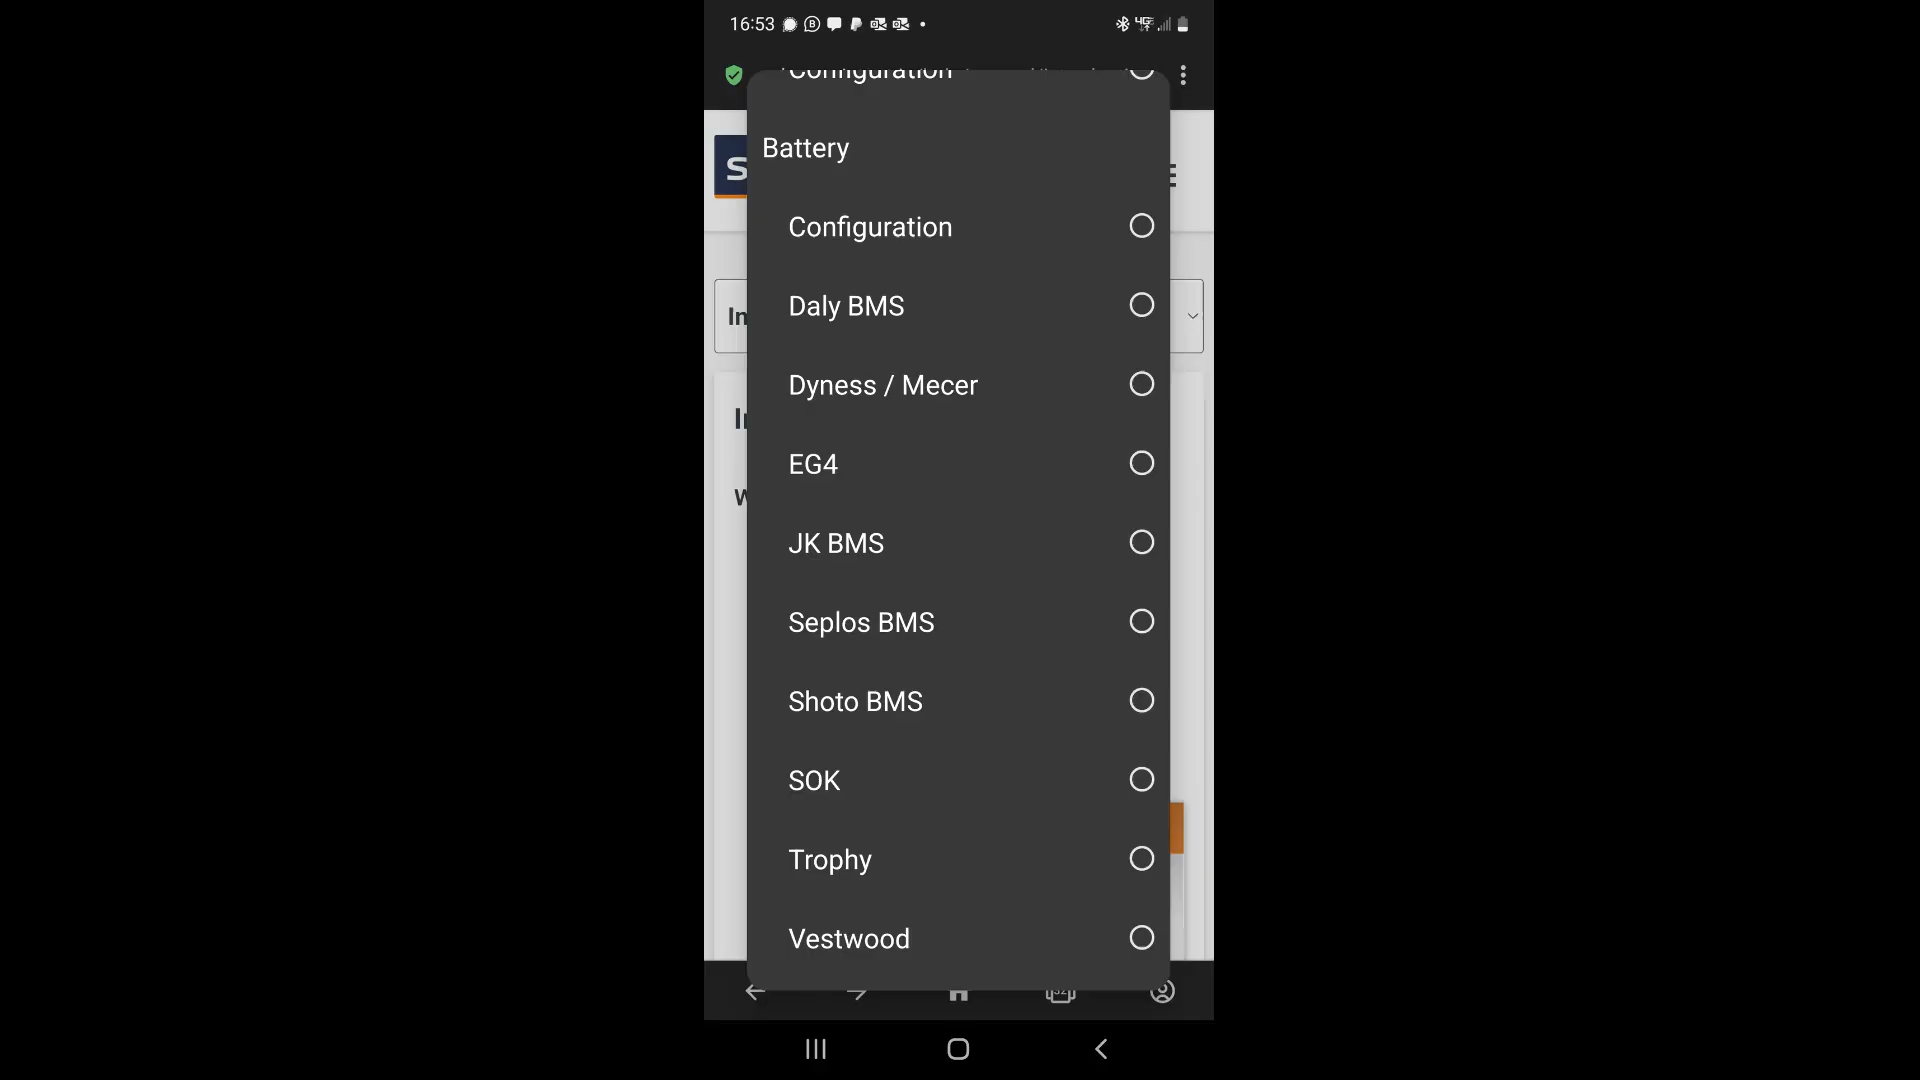 16:53
Configuration
Battery
Configuration
Daly BMS
Dyness / Mecer
EG4
JK BMS
Seplos BMS
Shoto BMS
SOK
Trophy
Vestwood